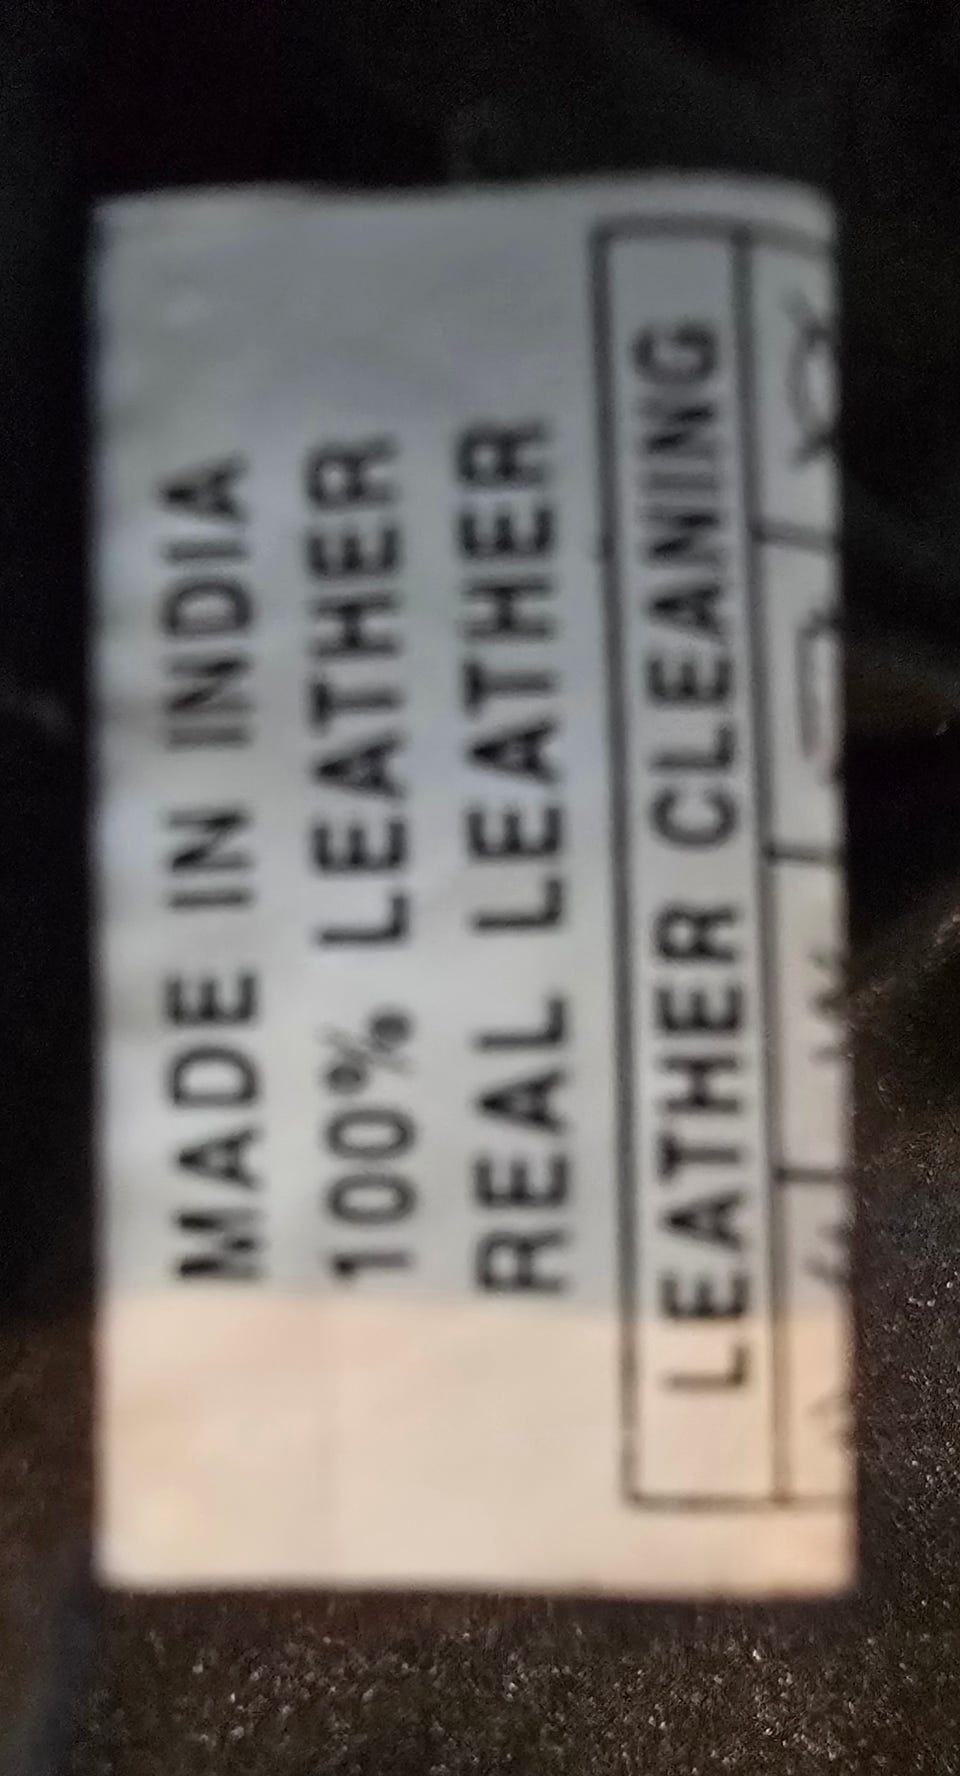 MADE IN INDIA
100% LEATHER
REAL LEATHER
LEATHER CLEANING